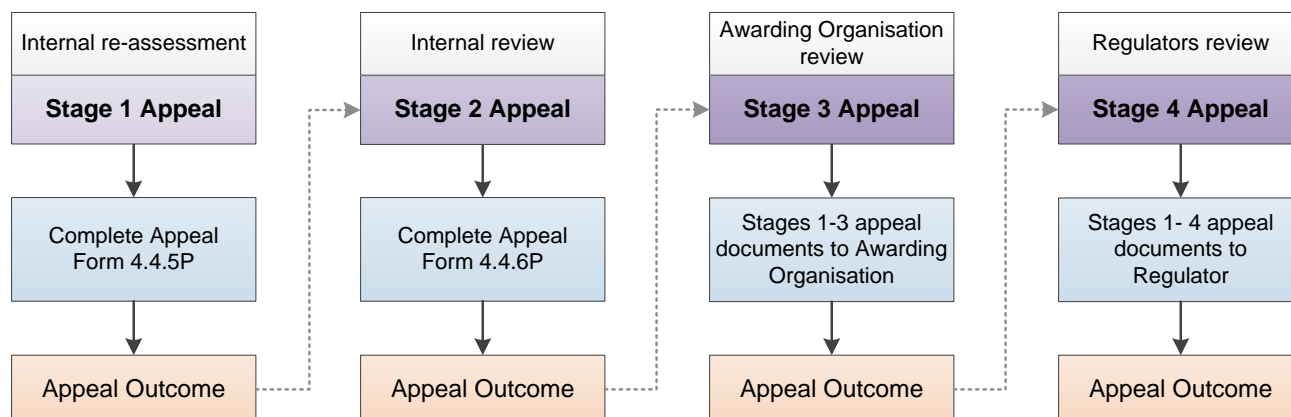 Internal re-assessment
Stage 1 Appeal
Complete Appeal
Form 4.4.5P
Appeal Outcome
Internal review
Stage 2 Appeal
Complete Appeal
Form 4.4.6P
Appeal Outcome
Awarding Organisation
review
Stage 3 Appeal
Stages 1-3 appeal
documents to Awarding
Organisation
Appeal Outcome
Regulators review
Stage 4 Appeal
Stages 1- 4 appeal
documents to
Regulator
Appeal Outcome